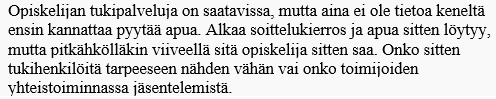 Opiskelijan tukipalveluja on saatavissa, mutta aina ei ole tietoa keneltä
ensin kannattaa pyytää apua. Alkaa soittelukierros ja apua sitten löytyy,
mutta pitkähkölläkin viiveellä sitä opiskelija sitten saa. Onko sitten
tukihenkilöitä tarpeeseen nähden vähän vai onko toimijoiden
yhteistoiminnassa jäsentelemistä.